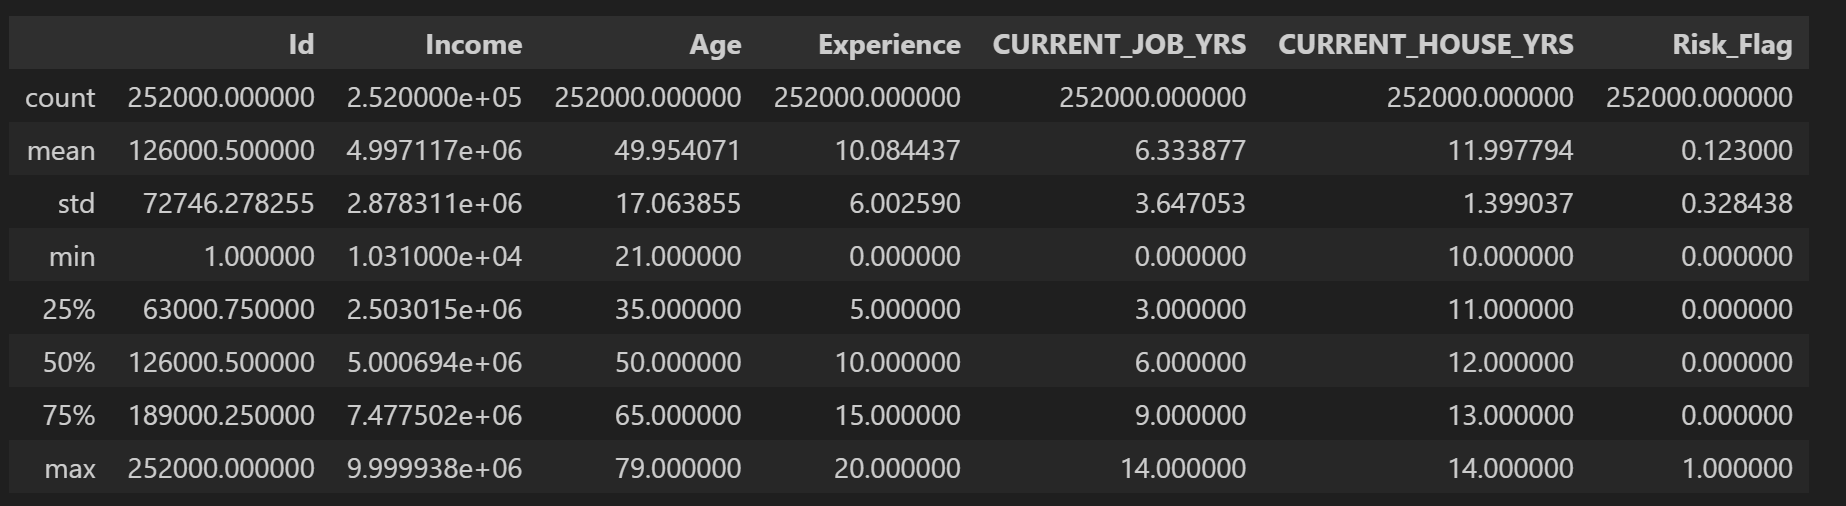 Id Income Age Experience CURRENT_JOB_YRS CURRENT_HOUSE_YRS Risk_Flag
count 252000.000000 2.520000e+05 252000.000000 252000.000000 252000.000000 252000.000000 252000.000000
mean 126000.500000 4.997117e+06 49.954071 10.084437 6.333877 11.997794 0.123000
std 72746.278255 2.878311e+06 17.063855 6.002590 3.647053 1.399037 0.328438
min 1.000000 1.031000e+04 21.000000 0.000000 0.000000 10.000000 0.000000
25% 63000.750000 2.503015e+06 35.000000 5.000000 3.000000 11.000000 0.000000
50% 126000.500000 5.000694e+06 50.000000 10.000000 6.000000 12.000000 0.000000
75% 189000.250000 7.477502e+06 65.000000 15.000000 9.000000 13.000000 0.000000
max 252000.000000 9.999938e+06 79.000000 20.000000 14.000000 14.000000 1.000000